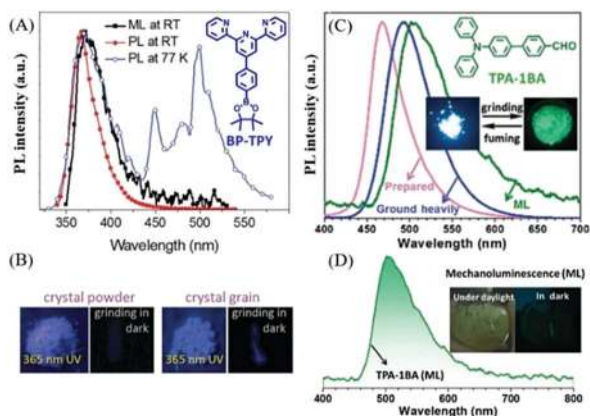 (A)
ML at RT
PL at RT
PL at 77 K
N
N
N
B
O
O
BP-TPY
PL intensity (a.u.)
350 400 450 500 550
Wavelength (nm)
(B)
crystal powder
crystal grain
grinding in
dark
grinding in
dark
365 nm UV
365 nm UV
(C)
N
CHO
TPA-1BA
grinding
fuming
Prepared
Ground heavily
ML
PL intensity (a.u.)
400 450 500 550 600 650 700
Wavelength (nm)
(D)
Mechanoluminescence (ML)
Under daylight
In dark
TPA-1BA (ML)
400 500 600 700 800
Wavelength (nm)